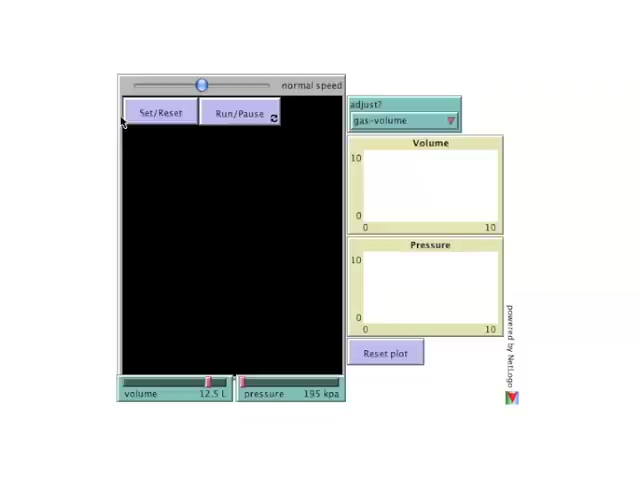 normal speed
Set/Reset
Run/Pause
adjust?
gas-volume
Volume
10
0
0
10
Pressure
10
0
0
10
Reset plot
volume
12.5 L
pressure
195 kpa
powered by NetLogo